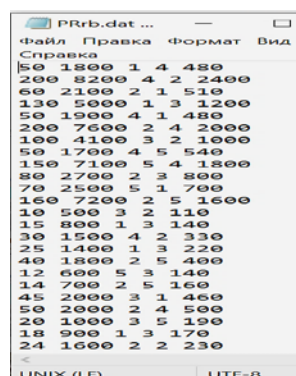 PRrb.dat ...
Файл Правка Формат Вид
Справка
50 1800 1 4 480
200 8200 4 2 2400
60 2100 2 1 510
130 5000 1 3 1200
50 1900 4 1 480
200 7600 2 4 2000
100 4100 3 2 1000
50 1700 4 5 540
150 7100 5 4 1800
80 2700 2 3 800
70 2500 5 1 700
160 7200 2 5 1600
10 500 3 2 110
15 800 1 3 140
30 1500 4 2 330
25 1400 1 3 220
40 1800 2 5 400
12 600 5 3 140
14 700 2 5 160
45 2000 3 1 460
50 2000 2 4 500
20 1000 3 5 190
18 900 1 3 170
24 1600 2 2 230
UNIX (LF) UTF-8